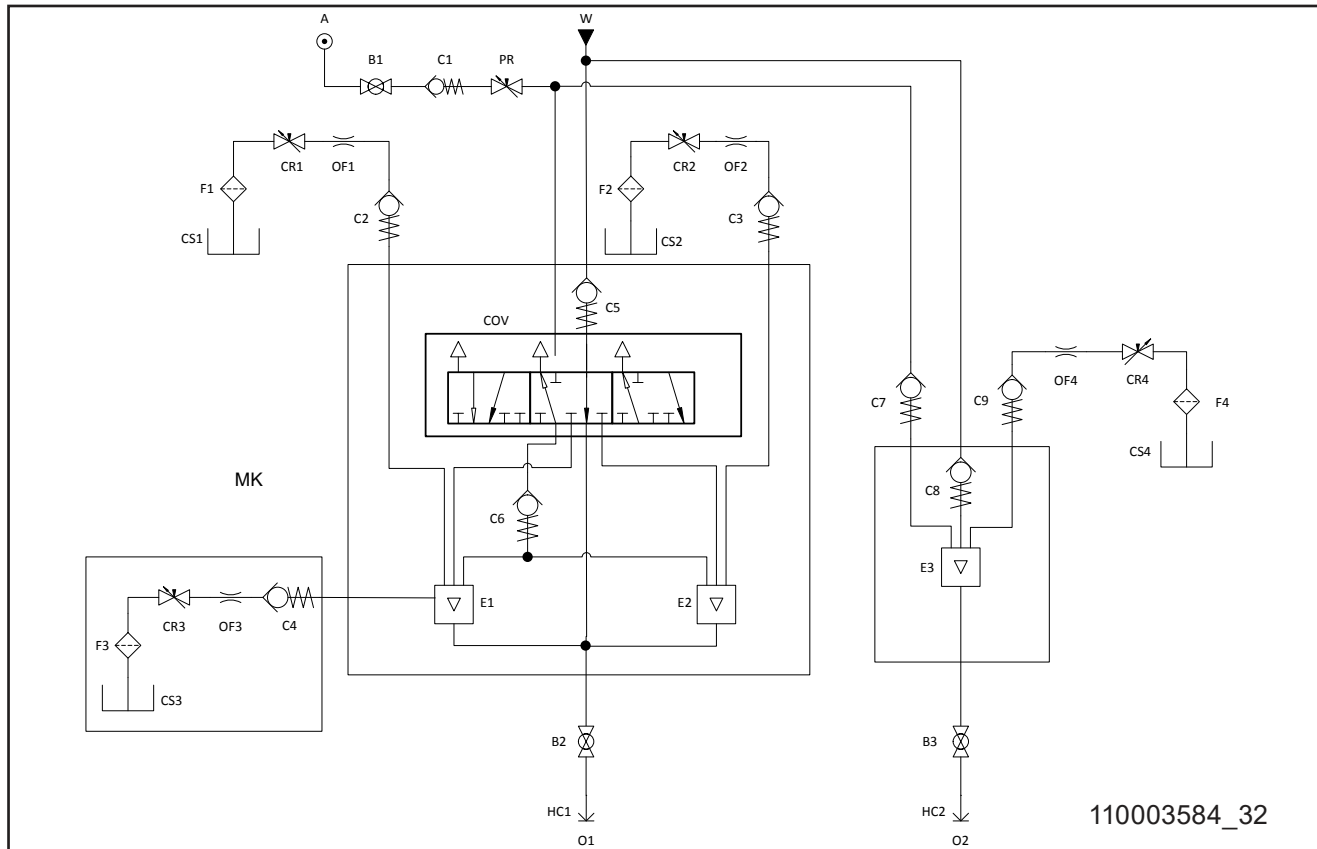 A
W
B1
C1
PR
CR1
OF1
CR2
OF2
F1
F2
C2
C3
CS1
CS2
C5
COV
OF4
CR4
C7
C9
F4
CS4
MK
C8
C6
E3
E1
E2
CR3
OF3
C4
F3
CS3
B2
B3
HC1
HC2
110003584_32
O1
O2